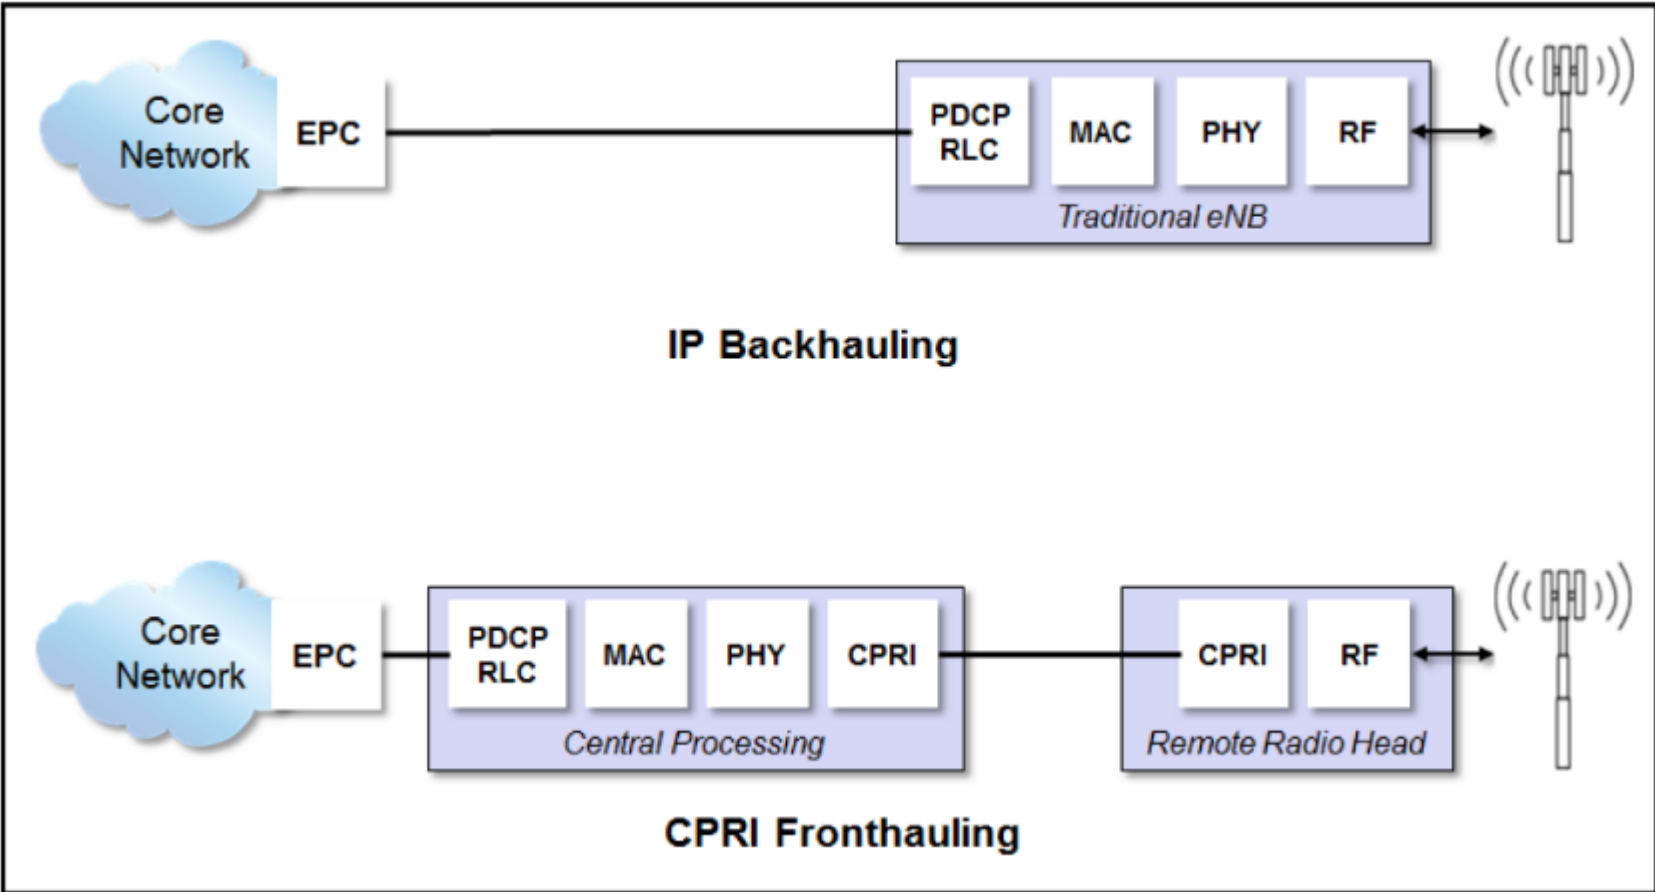 Core
Network
EPC
PDCP
RLC
MAC
PHY
RF
Traditional eNB
IP Backhauling
Core
Network
EPC
PDCP
RLC
MAC
PHY
CPRI
Central Processing
CPRI
RF
Remote Radio Head
CPRI Fronthauling